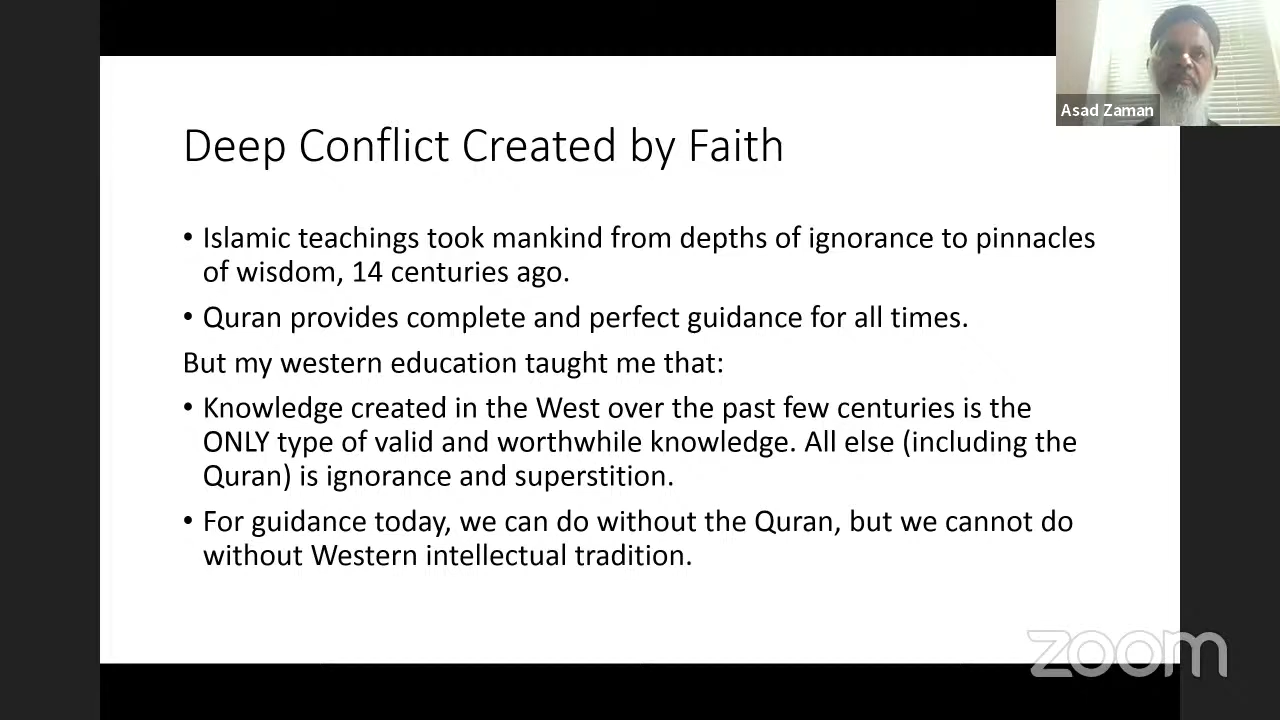 Asad Zaman
Deep Conflict Created by Faith
• Islamic teachings took mankind from depths of ignorance to pinnacles
of wisdom, 14 centuries ago.
• Quran provides complete and perfect guidance for all times.
But my western education taught me that:
• Knowledge created in the West over the past few centuries is the
ONLY type of valid and worthwhile knowledge. All else (including the
Quran) is ignorance and superstition.
• For guidance today, we can do without the Quran, but we cannot do
without Western intellectual tradition.
zoom